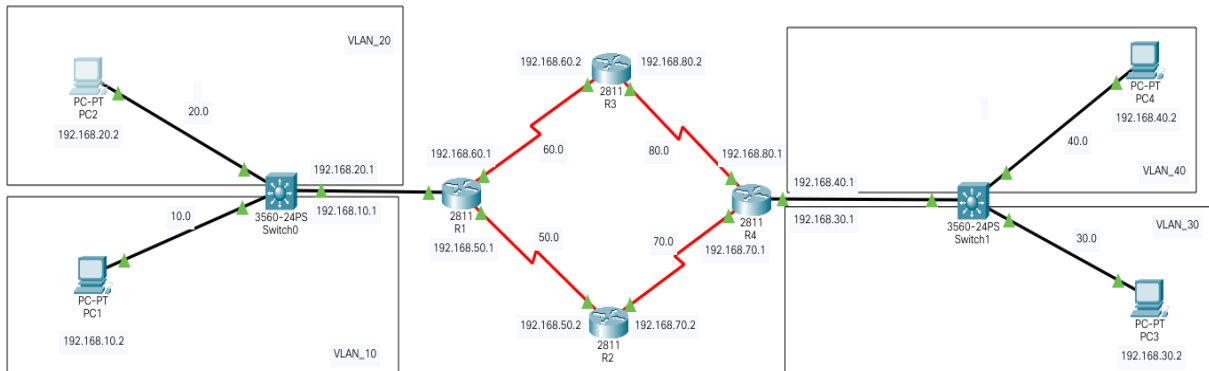 VLAN_20
PC-PT
PC2
192.168.20.2
20.0
192.168.20.1
3560-24PS
Switch0
192.168.10.1
10.0
PC-PT
PC1
192.168.10.2
VLAN_10
192.168.60.2
192.168.80.2
2811
R3
192.168.60.1
60.0
80.0
192.168.80.1
2811
R1
192.168.50.1
50.0
70.0
2811
R4
192.168.70.1
192.168.50.2
192.168.70.2
2811
R2
PC-PT
PC4
192.168.40.2
40.0
VLAN_40
192.168.40.1
192.168.30.1
3560-24PS
Switch1
VLAN_30
30.0
PC-PT
PC3
192.168.30.2